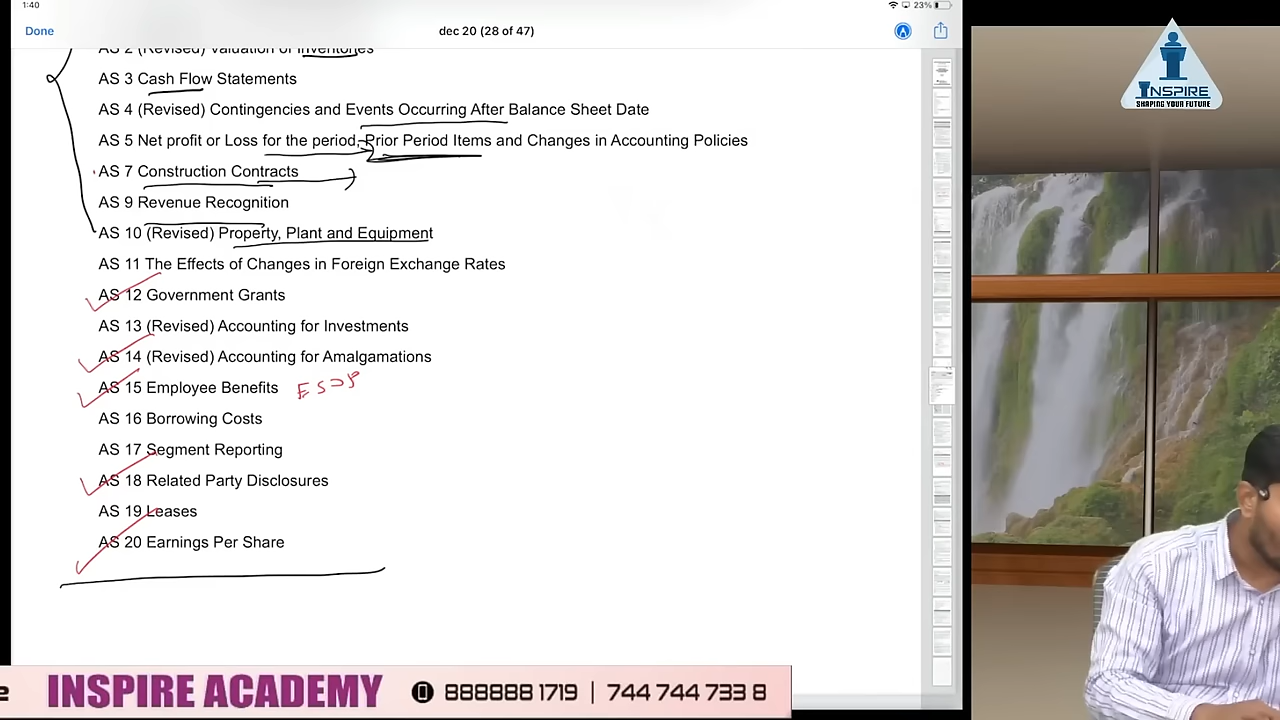 1:40
23%
Done
dec 20 (28 of 47)
AS 2 (Revised) Valuation of Inventories
AS 3 Cash Flow Statements
AS 4 (Revised) Contingencies and Events Occuring After Balance Sheet Date
AS 5 Net profit or loss for the period, Prior Period Items and Changes in Accounting Policies
AS 7 Construction Contracts
AS 9 Revenue Recognition
AS 10 (Revised) Property, Plant and Equipment
AS 11 The Effects of Changes in Foreign Exchange Rates
AS 12 Government Grants
AS 13 (Revised) Accounting for Investments
AS 14 (Revised) Accounting for Amalgamations
AS 15 Employee Benefits ESOP
AS 16 Borrowing Costs
AS 17 Segment Reporting
AS 18 Related Party Disclosures
AS 19 Leases
AS 20 Earnings Per Share
INSPIRE
SHAPING YOUR FUTURE
INSPIRE ACADEMY 888888 1719 | 744 744 733 8